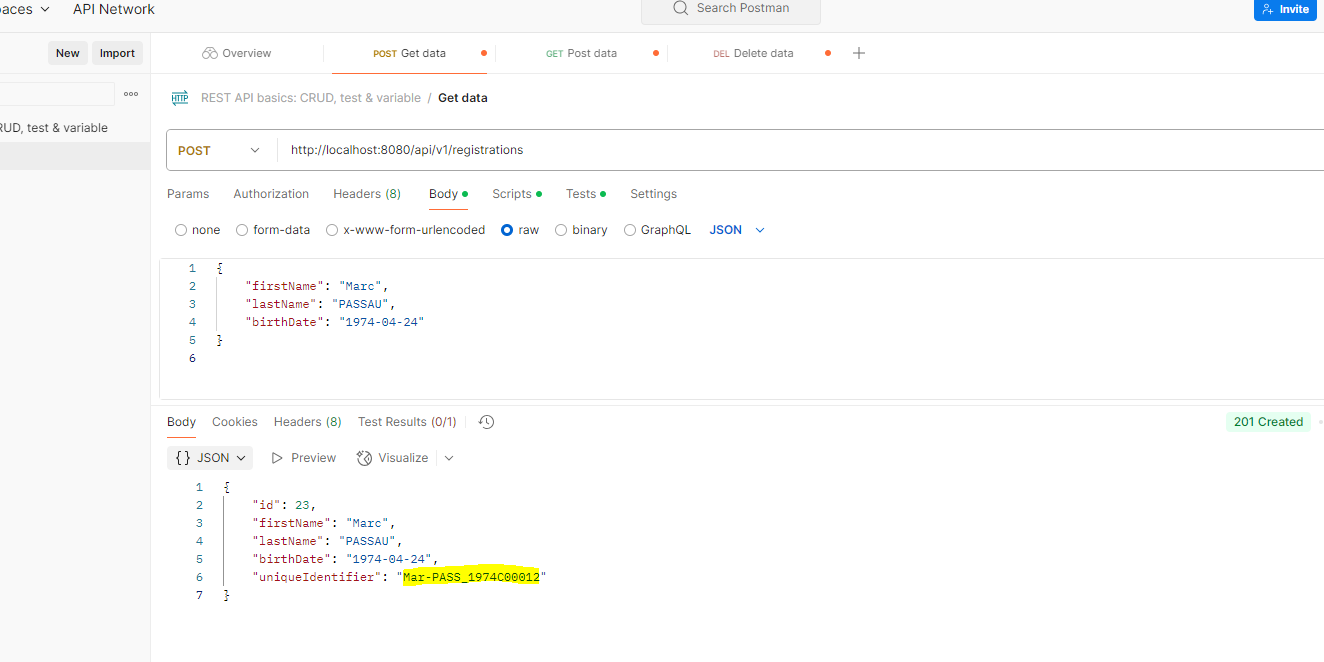 aces API Network Search Postman Invite
New Import Overview POST Get data GET Post data DEL Delete data
HTTP REST API basics: CRUD, test & variable / Get data
RUD, test & variable
POST http://localhost:8080/api/v1/registrations
Params Authorization Headers (8) Body Scripts Tests Settings
none form-data x-www-form-urlencoded raw binary GraphQL JSON
1 {
2 "firstName": "Marc",
3 "lastName": "PASSAU",
4 "birthDate": "1974-04-24"
5 }
6
Body Cookies Headers (8) Test Results (0/1) 201 Created
{} JSON Preview Visualize
1 {
2 "id": 23,
3 "firstName": "Marc",
4 "lastName": "PASSAU",
5 "birthDate": "1974-04-24",
6 "uniqueIdentifier": "Mar-PASS_1974C00012"
7 }